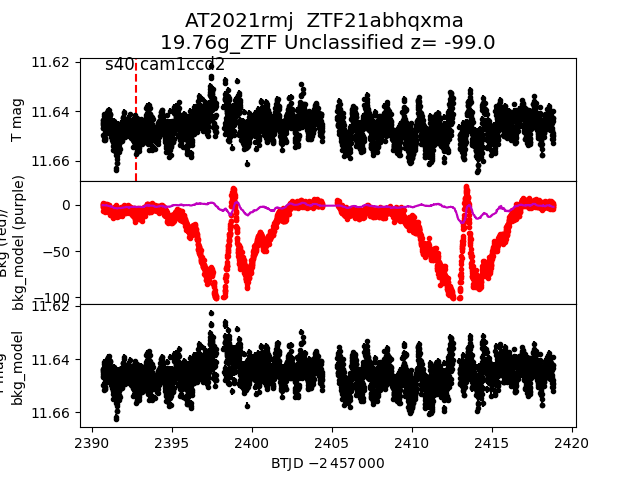 AT2021rmj  ZTF21abhqxma
19.76g_ZTF Unclassified z= -99.0
s40 cam1ccd2
11.62
11.64
11.66
T mag
0
−50
−100
Bkg (red)/
bkg_model (purple)
11.62
11.64
11.66
T mag
bkg_model
2390
2395
2400
2405
2410
2415
2420
BTJD −2 457 000